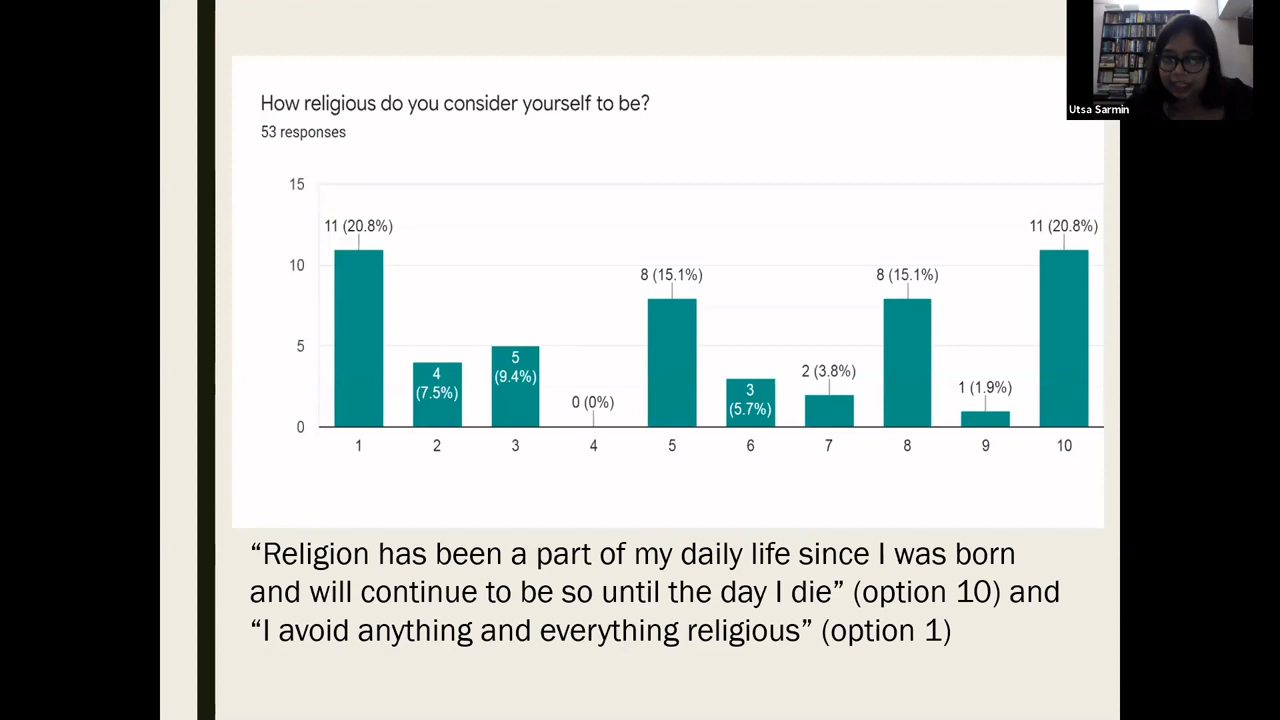 How religious do you consider yourself to be?
53 responses
Utsa Sarmin
15
10
5
0
11 (20.8%)
4
(7.5%)
5
(9.4%)
0 (0%)
8 (15.1%)
3
(5.7%)
2 (3.8%)
8 (15.1%)
1 (1.9%)
11 (20.8%)
1 2 3 4 5 6 7 8 9 10
“Religion has been a part of my daily life since I was born
and will continue to be so until the day I die” (option 10) and
“I avoid anything and everything religious” (option 1)